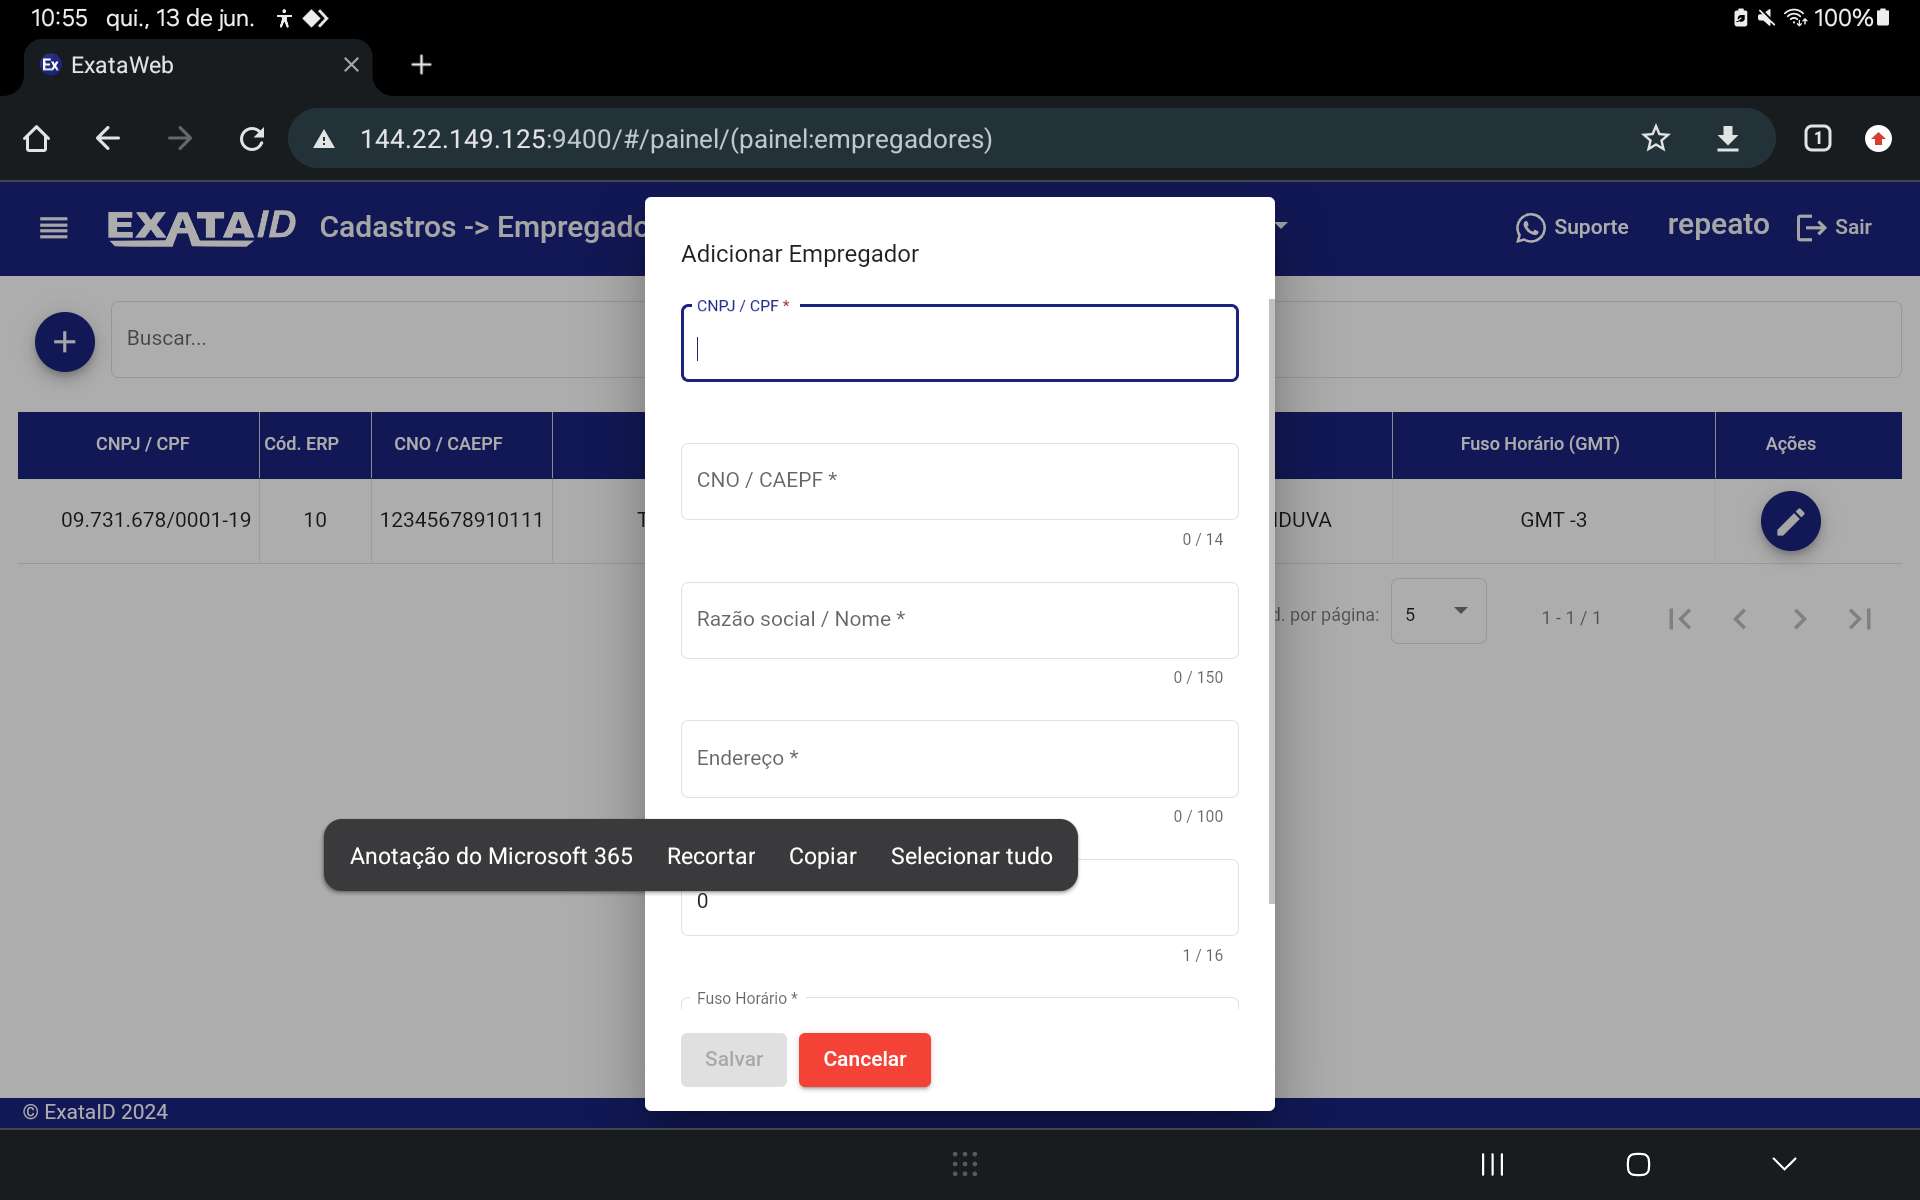 10:55 qui., 13 de jun. 100%
Ex ExataWeb
144.22.149.125:9400/#/painel/(painel:empregadores) 1
EXATAID Cadastros -> Empregado Suporte repeato Sair
Adicionar Empregador
CNPJ / CPF *
Buscar...
CNPJ / CPF Cód. ERP CNO / CAEPF Fuso Horário (GMT) Ações
CNO / CAEPF *
09.731.678/0001-19 10 12345678910111 T IDUVA GMT -3
0 / 14
Razão social / Nome *
d. por página: 5 1 - 1 / 1
0 / 150
Endereço *
0 / 100
Anotação do Microsoft 365 Recortar Copiar Selecionar tudo
0
1 / 16
Fuso Horário *
Salvar Cancelar
© ExataID 2024